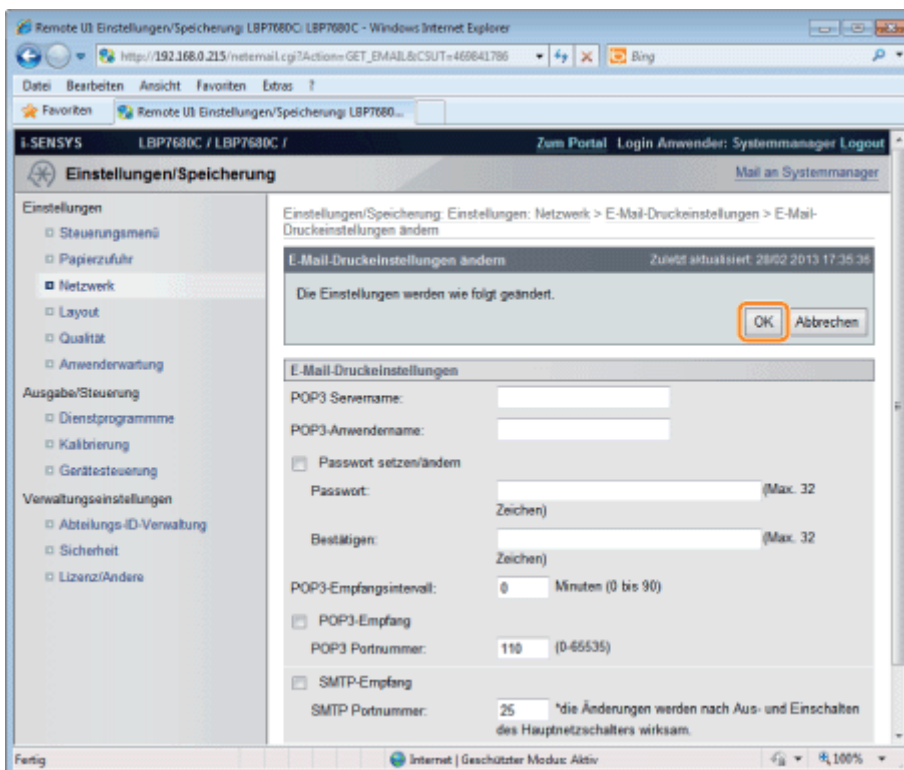 Remote UI: Einstellungen/Speicherung: LBP7680C: LBP7680C - Windows Internet Explorer
http://192.168.0.215/netemail.cgi?Action=GET_EMAIL&CSUT=469841786
Bing
Datei Bearbeiten Ansicht Favoriten Extras ?
Favoriten
Remote UI: Einstellungen/Speicherung: LBP7680...
i-SENSYS LBP7680C / LBP7680C /
Zum Portal Login Anwender: Systemmanager Logout
Einstellungen/Speicherung
Mail an Systemmanager
Einstellungen
Steuerungsmenü
Papierzufuhr
Netzwerk
Layout
Qualität
Anwenderwartung
Ausgabe/Steuerung
Dienstprogrammme
Kalibrierung
Gerätesteuerung
Verwaltungseinstellungen
Abteilungs-ID-Verwaltung
Sicherheit
Lizenz/Andere
Einstellungen/Speicherung: Einstellungen: Netzwerk > E-Mail-Druckeinstellungen > E-Mail-
Druckeinstellungen ändern
E-Mail-Druckeinstellungen ändern
Zuletzt aktualisiert: 28/02 2013 17:35:36
Die Einstellungen werden wie folgt geändert.
OK Abbrechen
E-Mail-Druckeinstellungen
POP3 Servername:
POP3-Anwendername:
Passwort setzen/ändern
Passwort: (Max. 32
Zeichen)
Bestätigen: (Max. 32
Zeichen)
POP3-Empfangsintervall: 0 Minuten (0 bis 90)
POP3-Empfang
POP3 Portnummer: 110 (0-65535)
SMTP-Empfang
SMTP Portnummer: 25 *die Änderungen werden nach Aus- und Einschalten
des Hauptnetzschalters wirksam.
Fertig
Internet | Geschützter Modus: Aktiv
100%